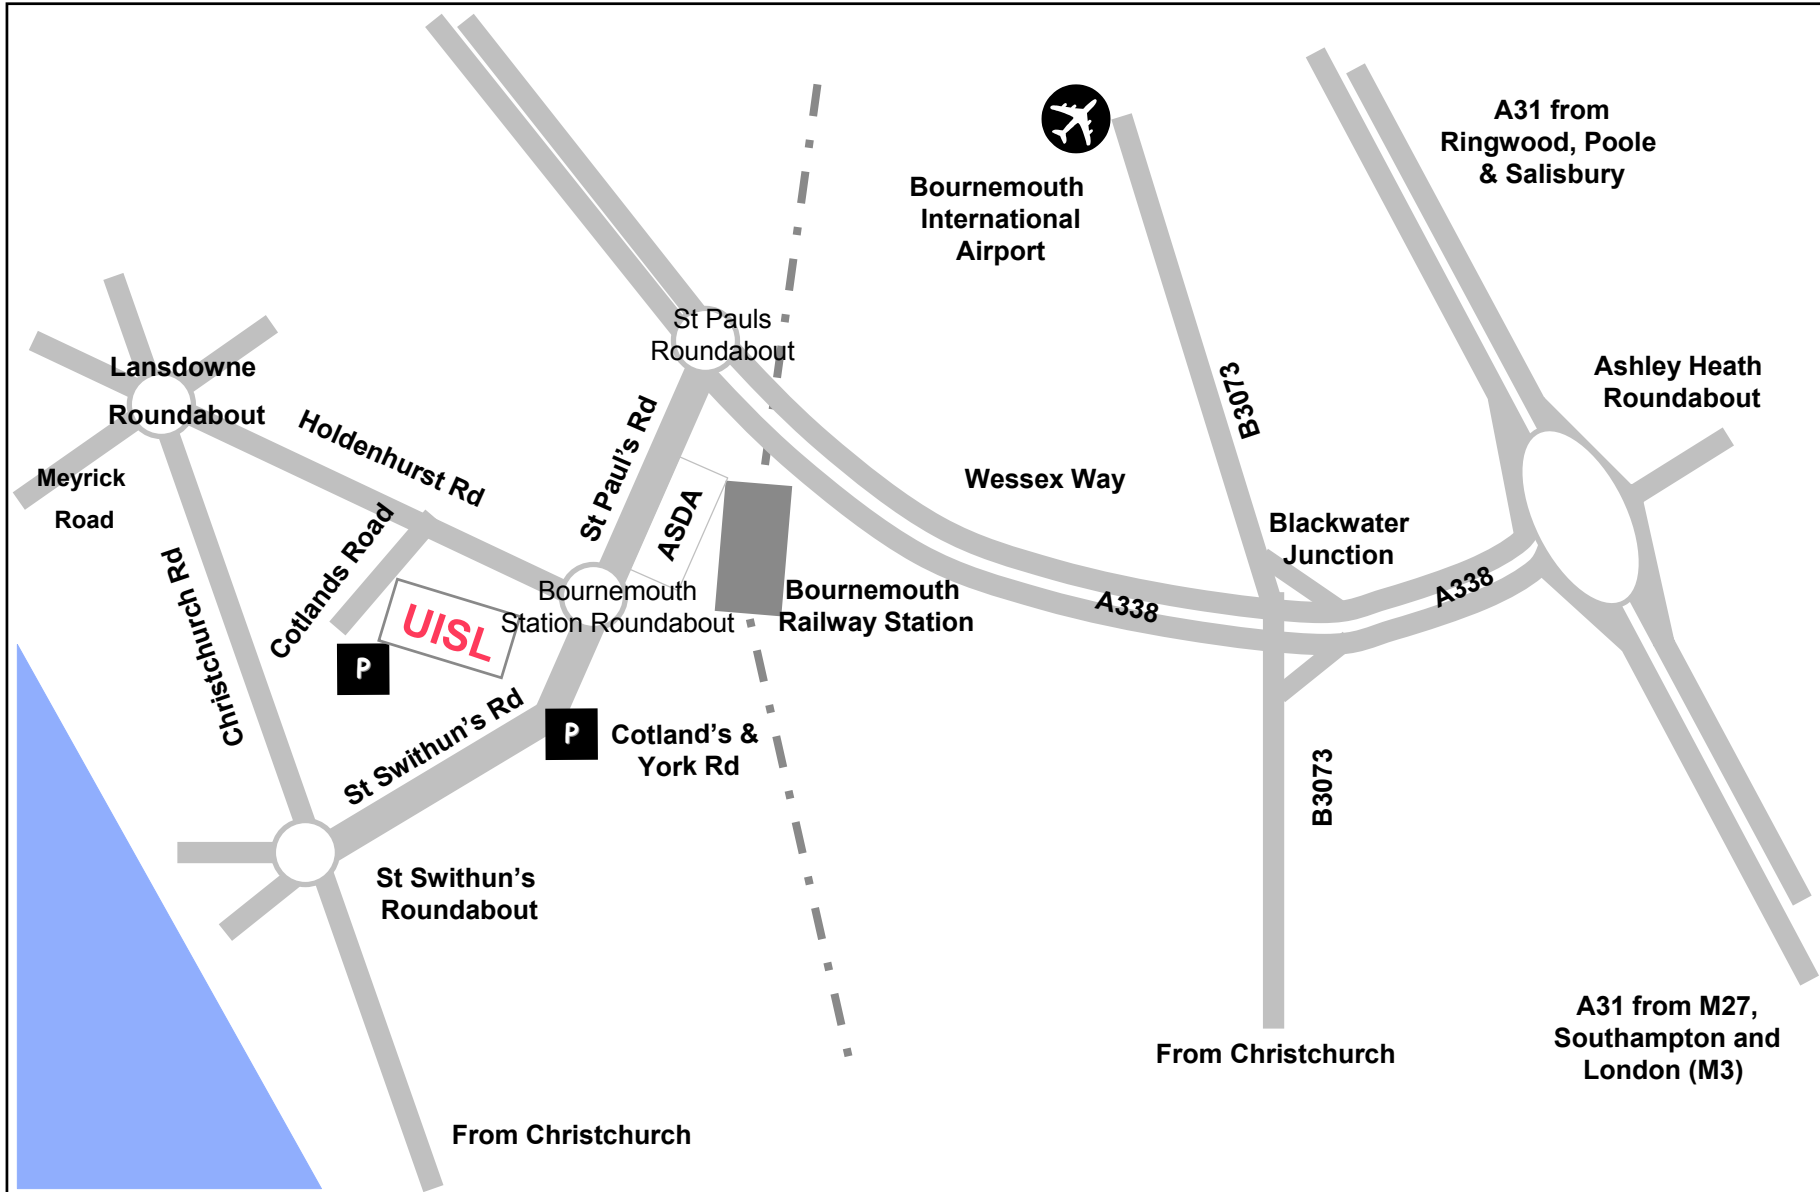 A31 from
Ringwood, Poole
& Salisbury
Bournemouth
International
Airport
St Pauls
Roundabout
Lansdowne
Roundabout
Ashley Heath
Roundabout
B3073
Holdenhurst Rd
St Paul's Rd
Meyrick
Road
Wessex Way
ASDA
Blackwater
Junction
Cotlands Road
Christchurch Rd
Bournemouth
Station Roundabout
Bournemouth
Railway Station
A338
A338
UISL
P
St Swithun's Rd
P
Cotland's &
York Rd
B3073
St Swithun's
Roundabout
From Christchurch
A31 from M27,
Southampton and
London (M3)
From Christchurch